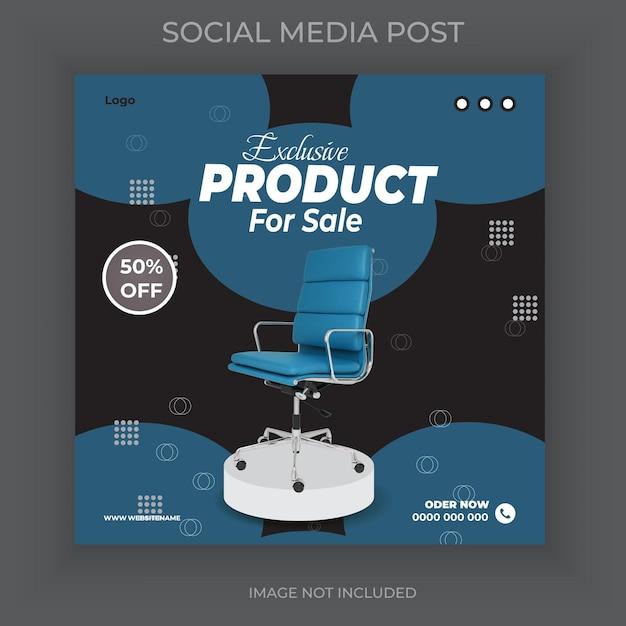 SOCIAL MEDIA POST
Logo
Exclusive
PRODUCT
For Sale
50%
OFF
WWW.WEBSITENAME
ODER NOW
0000 000 000
IMAGE NOT INCLUDED